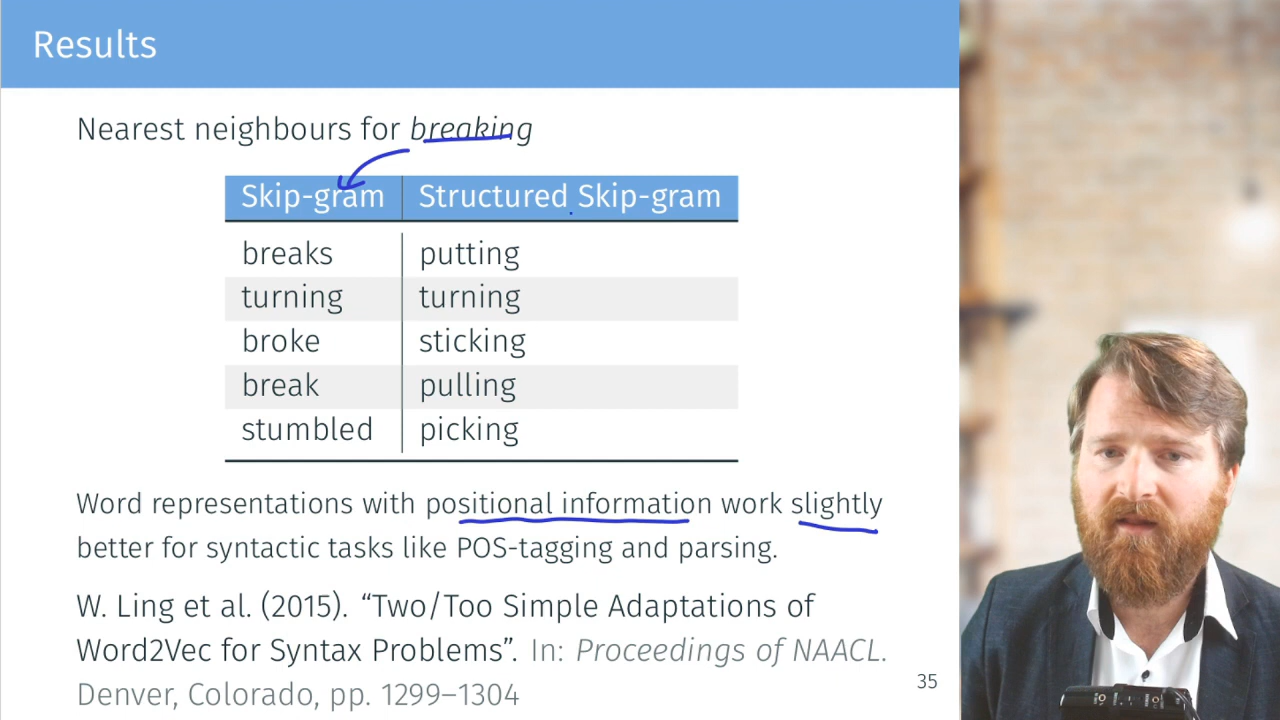 Results
Nearest neighbours for breaking
Skip-gram Structured Skip-gram
breaks putting
turning turning
broke sticking
break pulling
stumbled picking
Word representations with positional information work slightly
better for syntactic tasks like POS-tagging and parsing.
W. Ling et al. (2015). “Two/Too Simple Adaptations of
Word2Vec for Syntax Problems”. In: Proceedings of NAACL.
Denver, Colorado, pp. 1299–1304
35